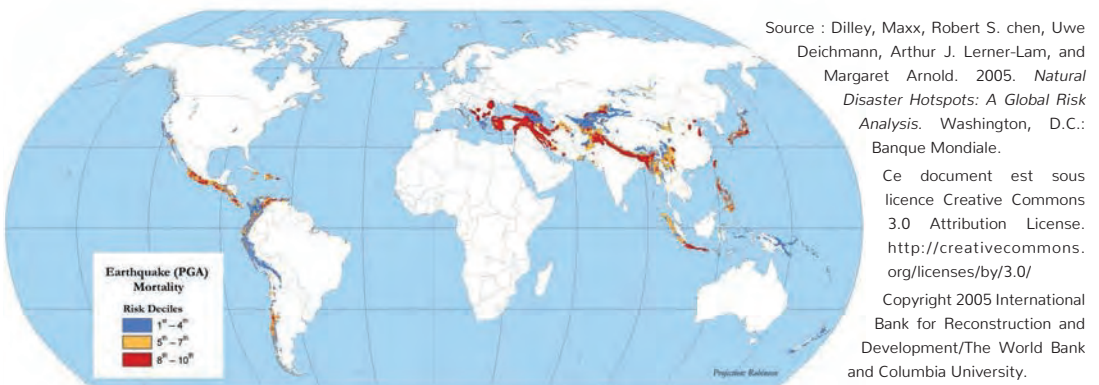 Source : Dilley, Maxx, Robert S. chen, Uwe
Deichmann, Arthur J. Lerner-Lam, and
Margaret Arnold. 2005. Natural
Disaster Hotspots: A Global Risk
Analysis. Washington, D.C.:
Banque Mondiale.
Ce document est sous
licence Creative Commons
3.0 Attribution License.
http://creativecommons.
org/licenses/by/3.0/
Copyright 2005 International
Bank for Reconstruction and
Development/The World Bank
and Columbia University.
Earthquake (PGA)
Mortality
Risk Deciles
1st – 4th
5th – 7th
8th – 10th
Projection: Robinson